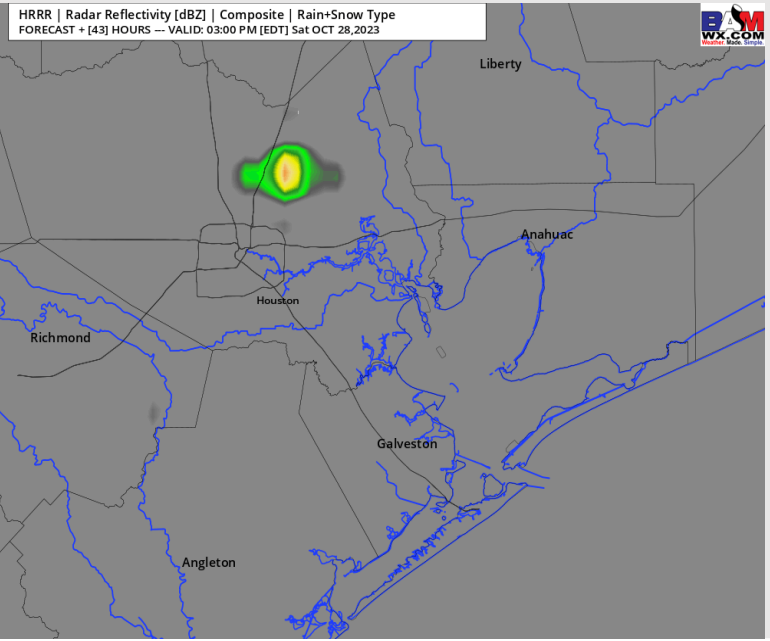 HRRR | Radar Reflectivity [dBZ] | Composite | Rain+Snow Type
FORECAST + [43] HOURS --- VALID: 03:00 PM [EDT] Sat OCT 28,2023
BAM
WX.COM
Weather. Made. Simple.
Liberty
Anahuac
Houston
Richmond
Galveston
Angleton